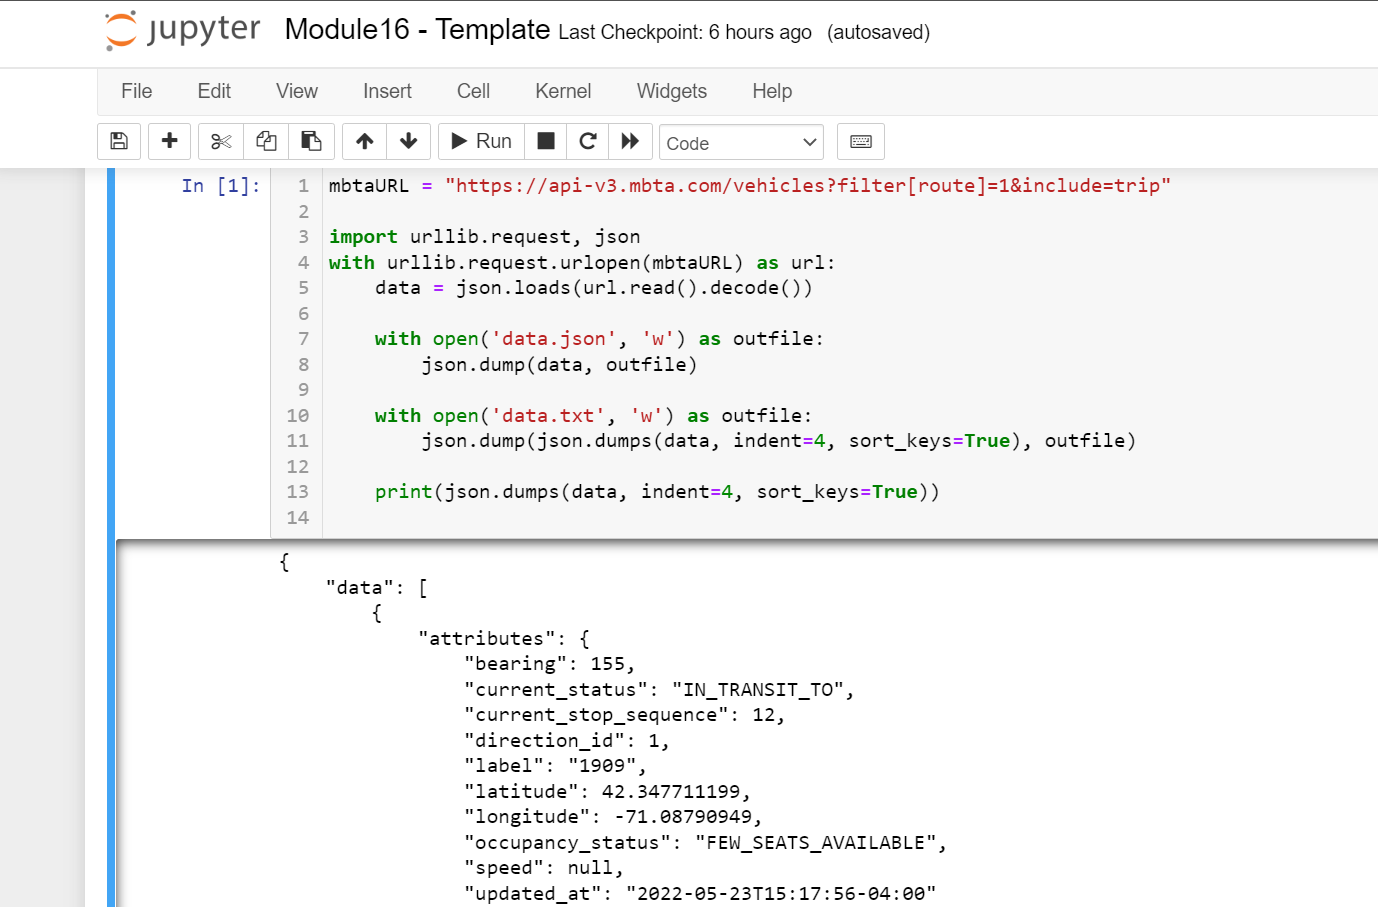 jupyter Module16 - Template Last Checkpoint: 6 hours ago (autosaved)
File Edit View Insert Cell Kernel Widgets Help
Run Code
In [1]:
1 mbtaURL = "https://api-v3.mbta.com/vehicles?filter[route]=1&include=trip"
2
3 import urllib.request, json
4 with urllib.request.urlopen(mbtaURL) as url:
5     data = json.loads(url.read().decode())
6
7     with open('data.json', 'w') as outfile:
8         json.dump(data, outfile)
9
10     with open('data.txt', 'w') as outfile:
11         json.dump(json.dumps(data, indent=4, sort_keys=True), outfile)
12
13     print(json.dumps(data, indent=4, sort_keys=True))
14
{
    "data": [
        {
            "attributes": {
                "bearing": 155,
                "current_status": "IN_TRANSIT_TO",
                "current_stop_sequence": 12,
                "direction_id": 1,
                "label": "1909",
                "latitude": 42.347711199,
                "longitude": -71.08790949,
                "occupancy_status": "FEW_SEATS_AVAILABLE",
                "speed": null,
                "updated_at": "2022-05-23T15:17:56-04:00"